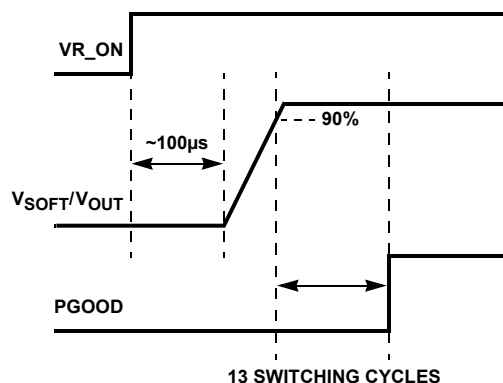 VR_ON
90%
~100µs
VSOFT/VOUT
PGOOD
13 SWITCHING CYCLES